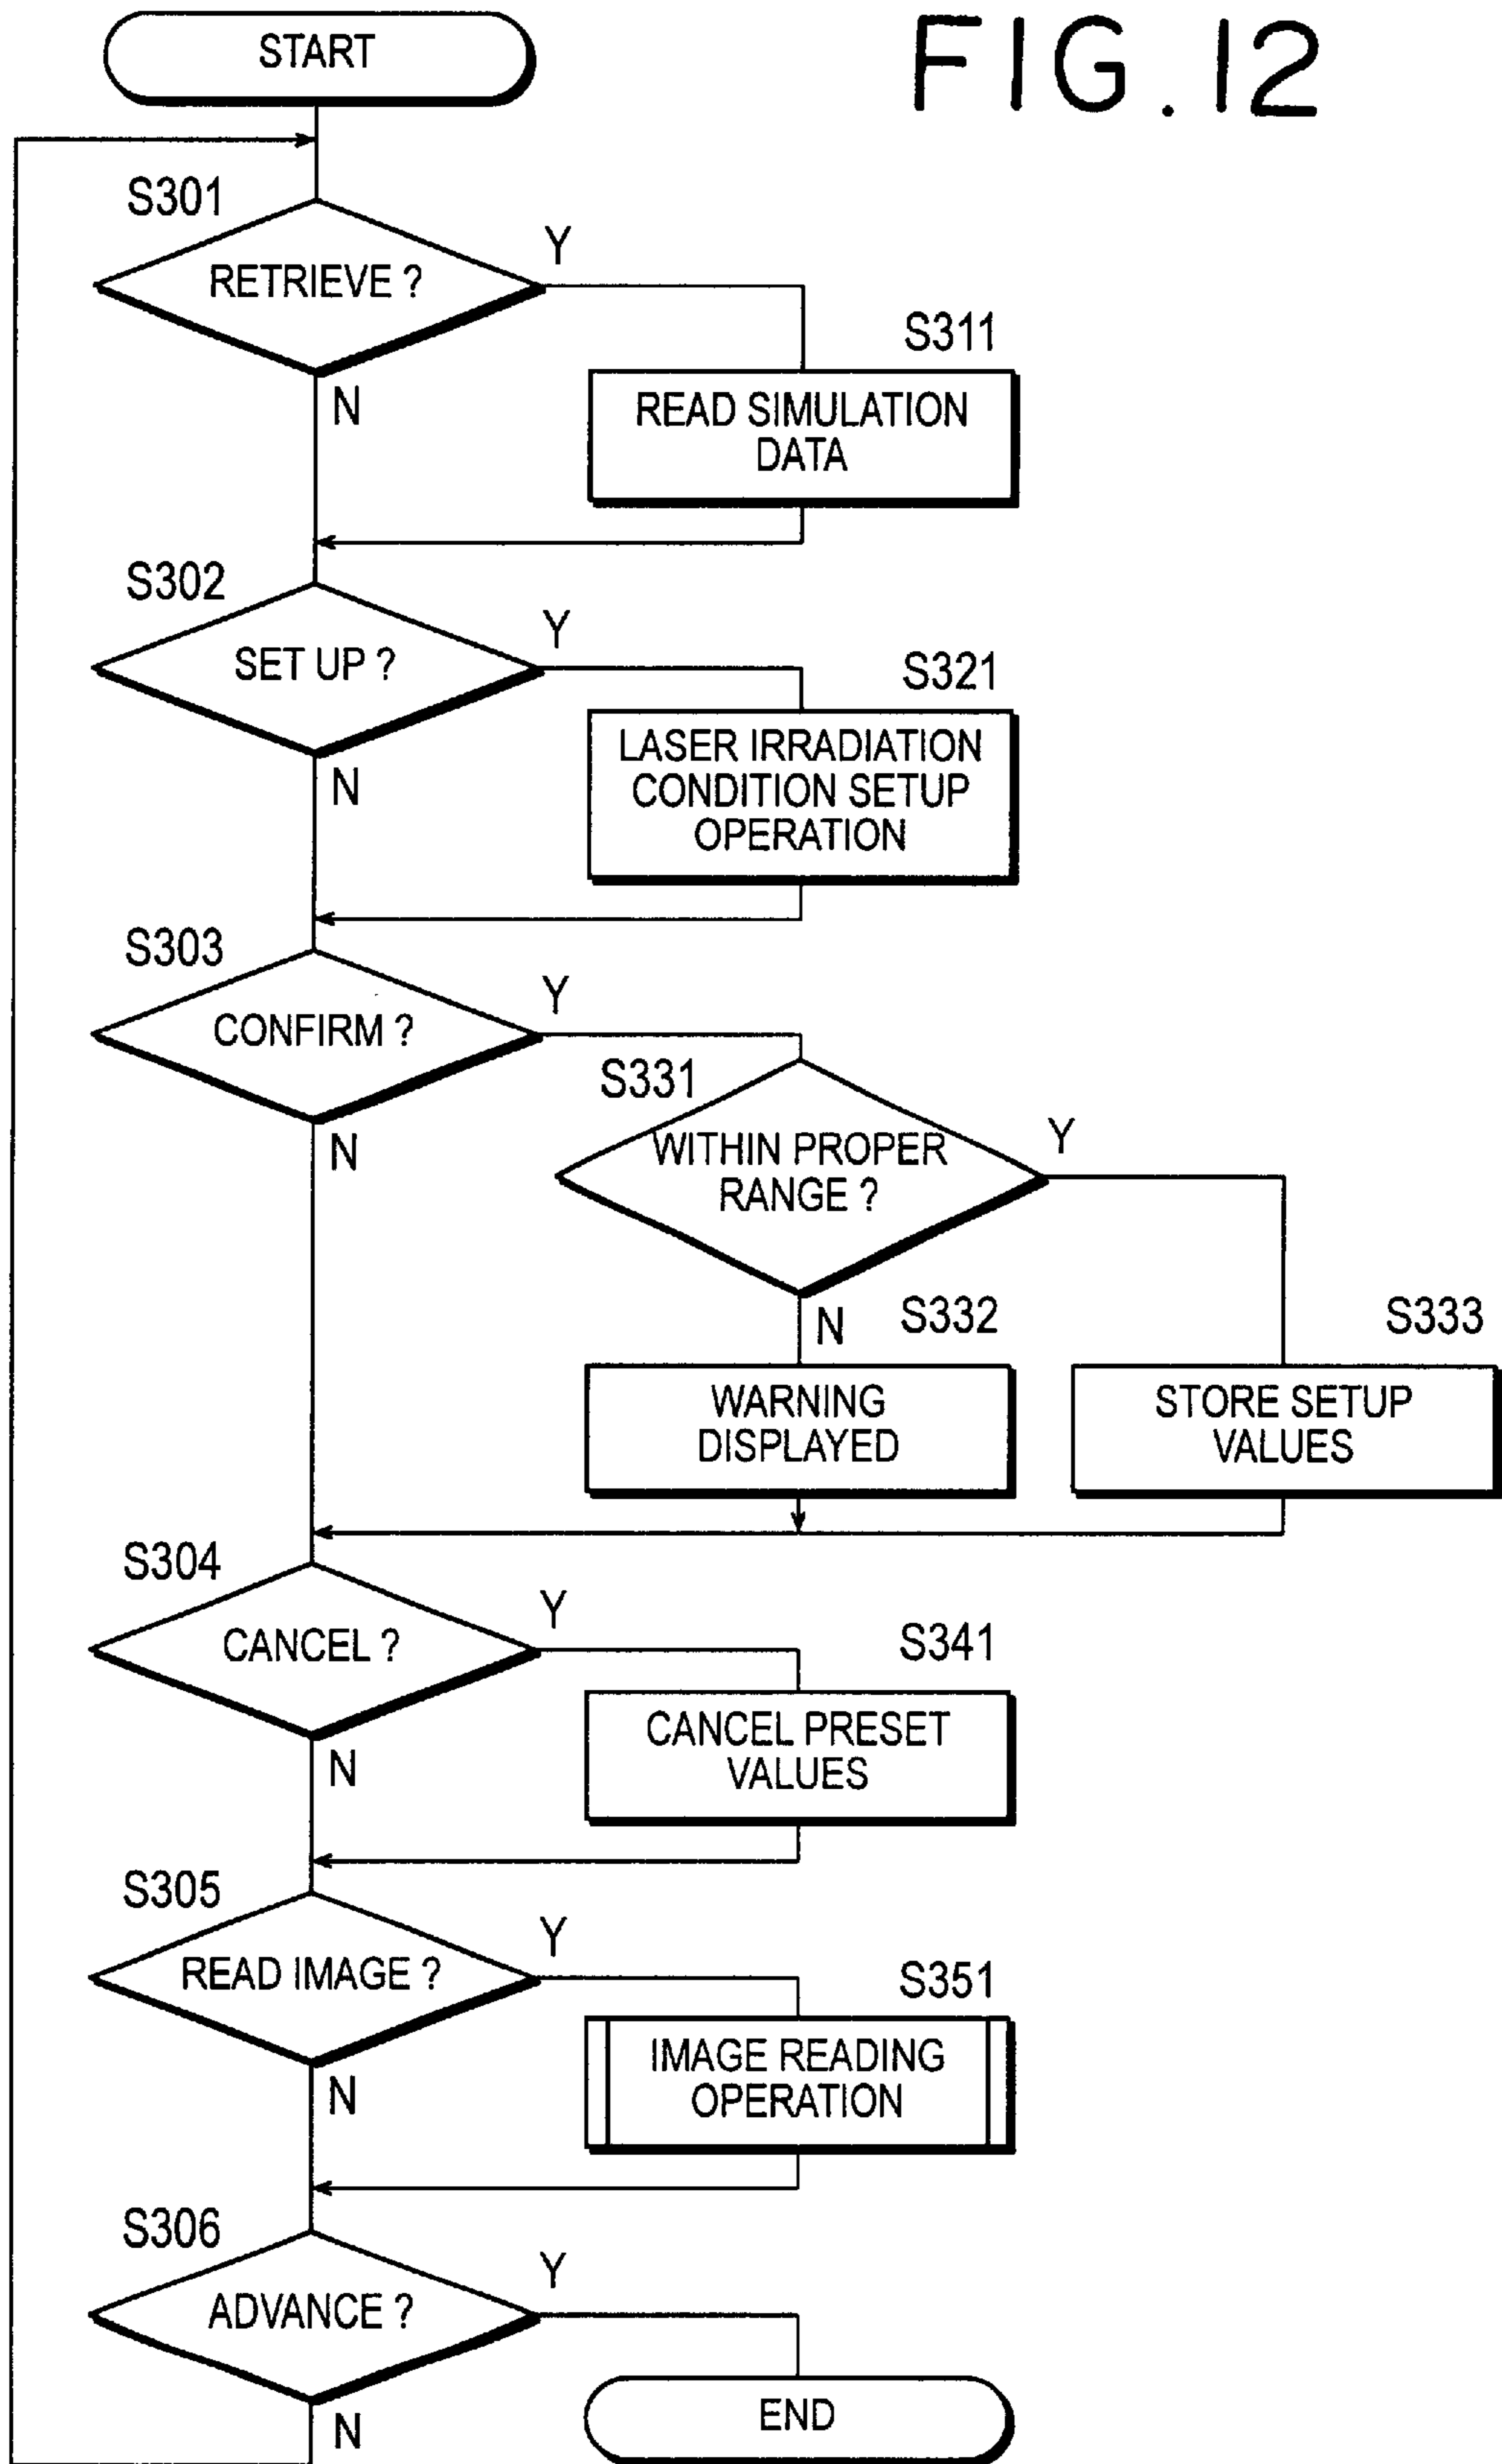 FIG. 12
START
S301
RETRIEVE ?
Y
N
S311
READ SIMULATION
DATA
S302
SET UP ?
Y
N
S321
LASER IRRADIATION
CONDITION SETUP
OPERATION
S303
CONFIRM ?
Y
N
S331
WITHIN PROPER
RANGE ?
Y
N
S332
WARNING
DISPLAYED
S333
STORE SETUP
VALUES
S304
CANCEL ?
Y
N
S341
CANCEL PRESET
VALUES
S305
READ IMAGE ?
Y
N
S351
IMAGE READING
OPERATION
S306
ADVANCE ?
Y
N
END